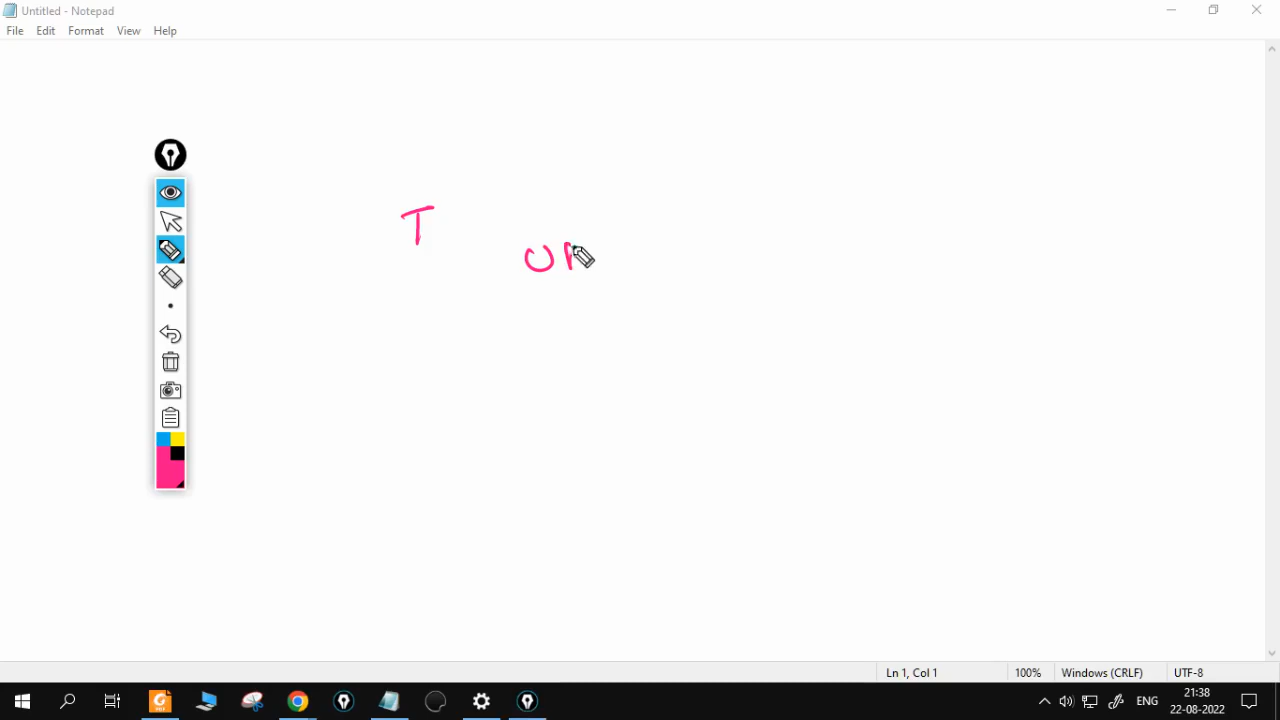 Untitled - Notepad
File Edit Format View Help
T
Ln 1, Col 1 100% Windows (CRLF) UTF-8
ENG 21:38
22-08-2022